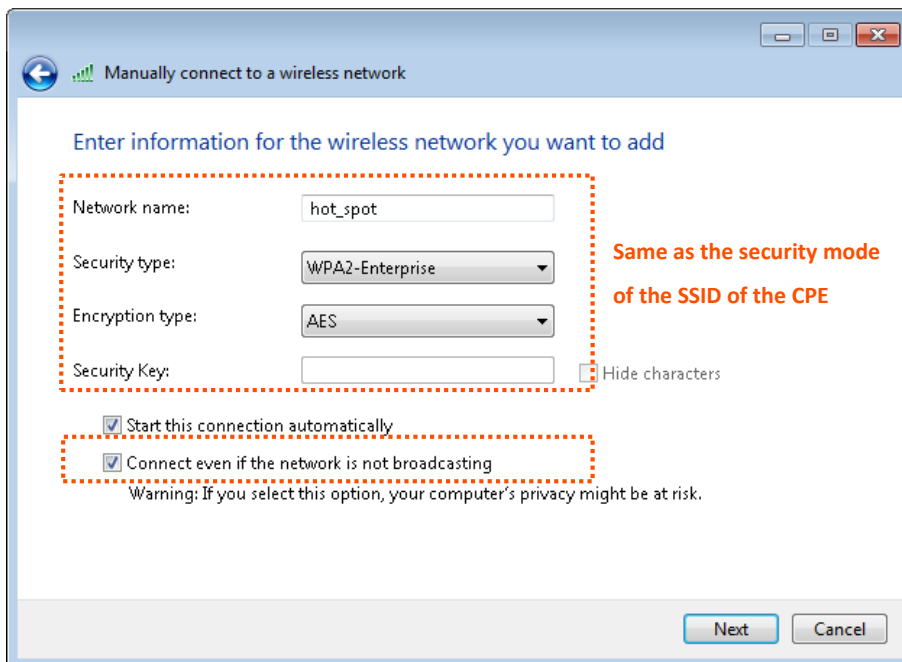 Manually connect to a wireless network
Enter information for the wireless network you want to add
Network name:
hot_spot
Security type:
WPA2-Enterprise
Same as the security mode
of the SSID of the CPE
Encryption type:
AES
Security Key:
Hide characters
Start this connection automatically
Connect even if the network is not broadcasting
Warning: If you select this option, your computer's privacy might be at risk.
Next
Cancel